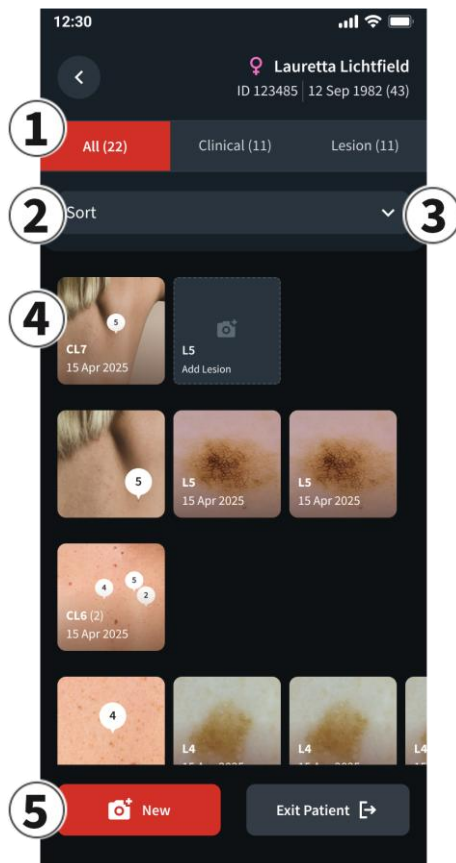 12:30
Lauretta Lichtfield
ID 123485 12 Sep 1982 (43)
1
All (22) Clinical (11) Lesion (11)
2 Sort 3
4
5
CL7
15 Apr 2025
L5
Add Lesion
5
L5
15 Apr 2025
L5
15 Apr 2025
4 5 2
CL6 (2)
15 Apr 2025
4
L4
L4
L4
5 New Exit Patient